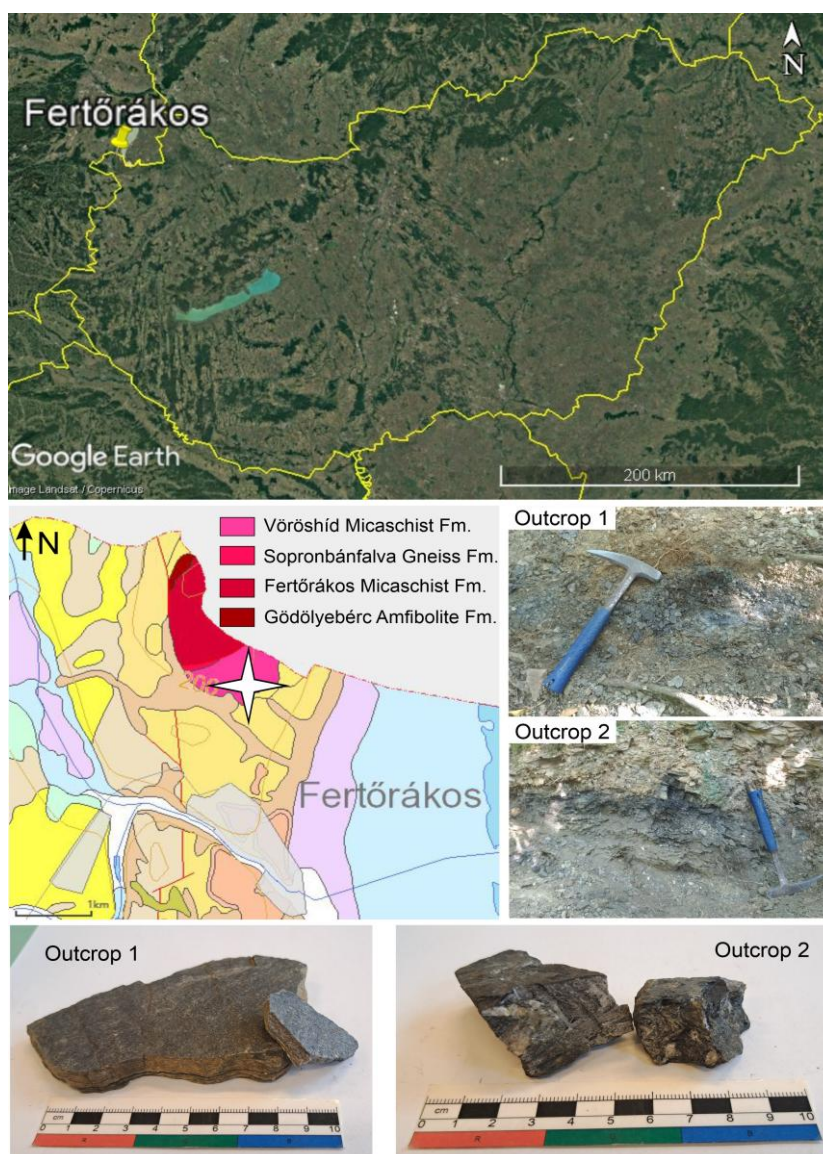 N
Fertőrákos
Google Earth
mage Landsat / Copernicus
200 km
N
Vöröshíd Micaschist Fm.
Sopronbánfalva Gneiss Fm.
Fertőrákos Micaschist Fm.
Gödölyebérc Amfibolite Fm.
200
Fertőrákos
1km
Outcrop 1
Outcrop 2
Outcrop 1
cm
0 1 2 3 4 5 6 7 8 9 10
R G B
Outcrop 2
cm
0 1 2 3 4 5 6 7 8 9 10
R G B